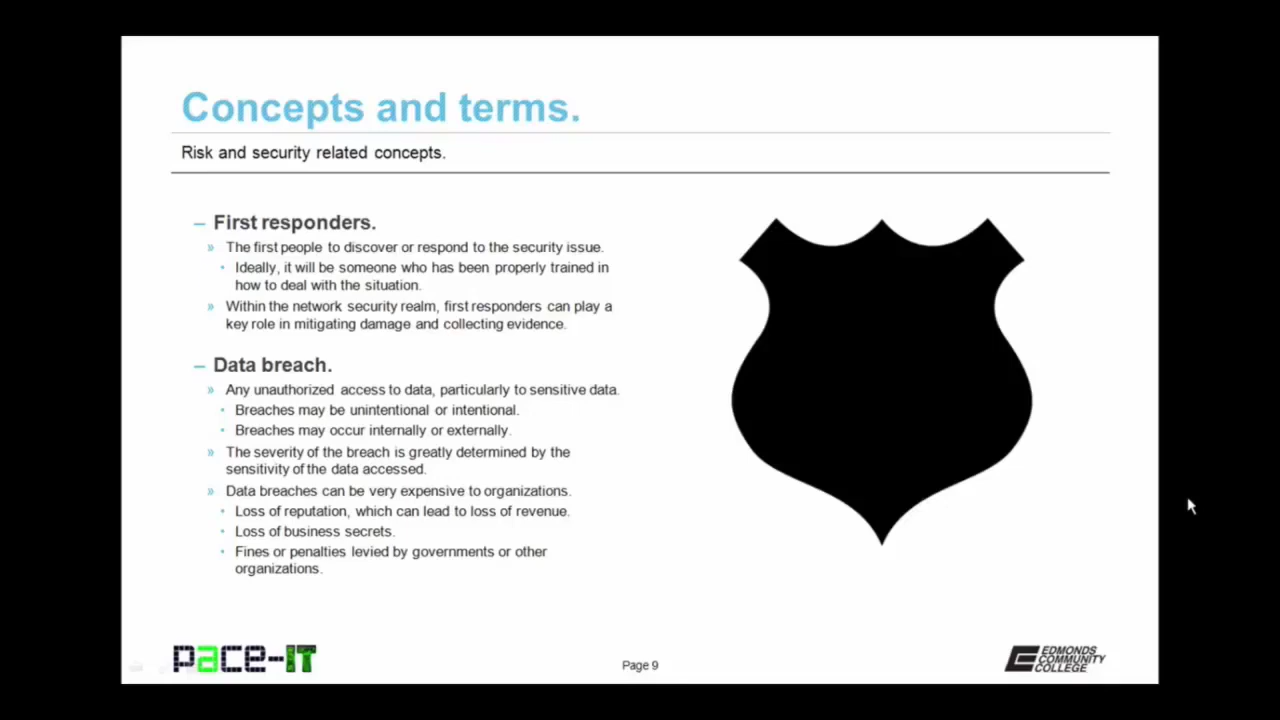 Concepts and terms.
Risk and security related concepts.
– First responders.
» The first people to discover or respond to the security issue.
• Ideally, it will be someone who has been properly trained in
how to deal with the situation.
» Within the network security realm, first responders can play a
key role in mitigating damage and collecting evidence.
– Data breach.
» Any unauthorized access to data, particularly to sensitive data.
• Breaches may be unintentional or intentional.
• Breaches may occur internally or externally.
» The severity of the breach is greatly determined by the
sensitivity of the data accessed.
» Data breaches can be very expensive to organizations.
• Loss of reputation, which can lead to loss of revenue.
• Loss of business secrets.
• Fines or penalties levied by governments or other
organizations.
pace-IT
Page 9
EDMONDS
COMMUNITY
COLLEGE